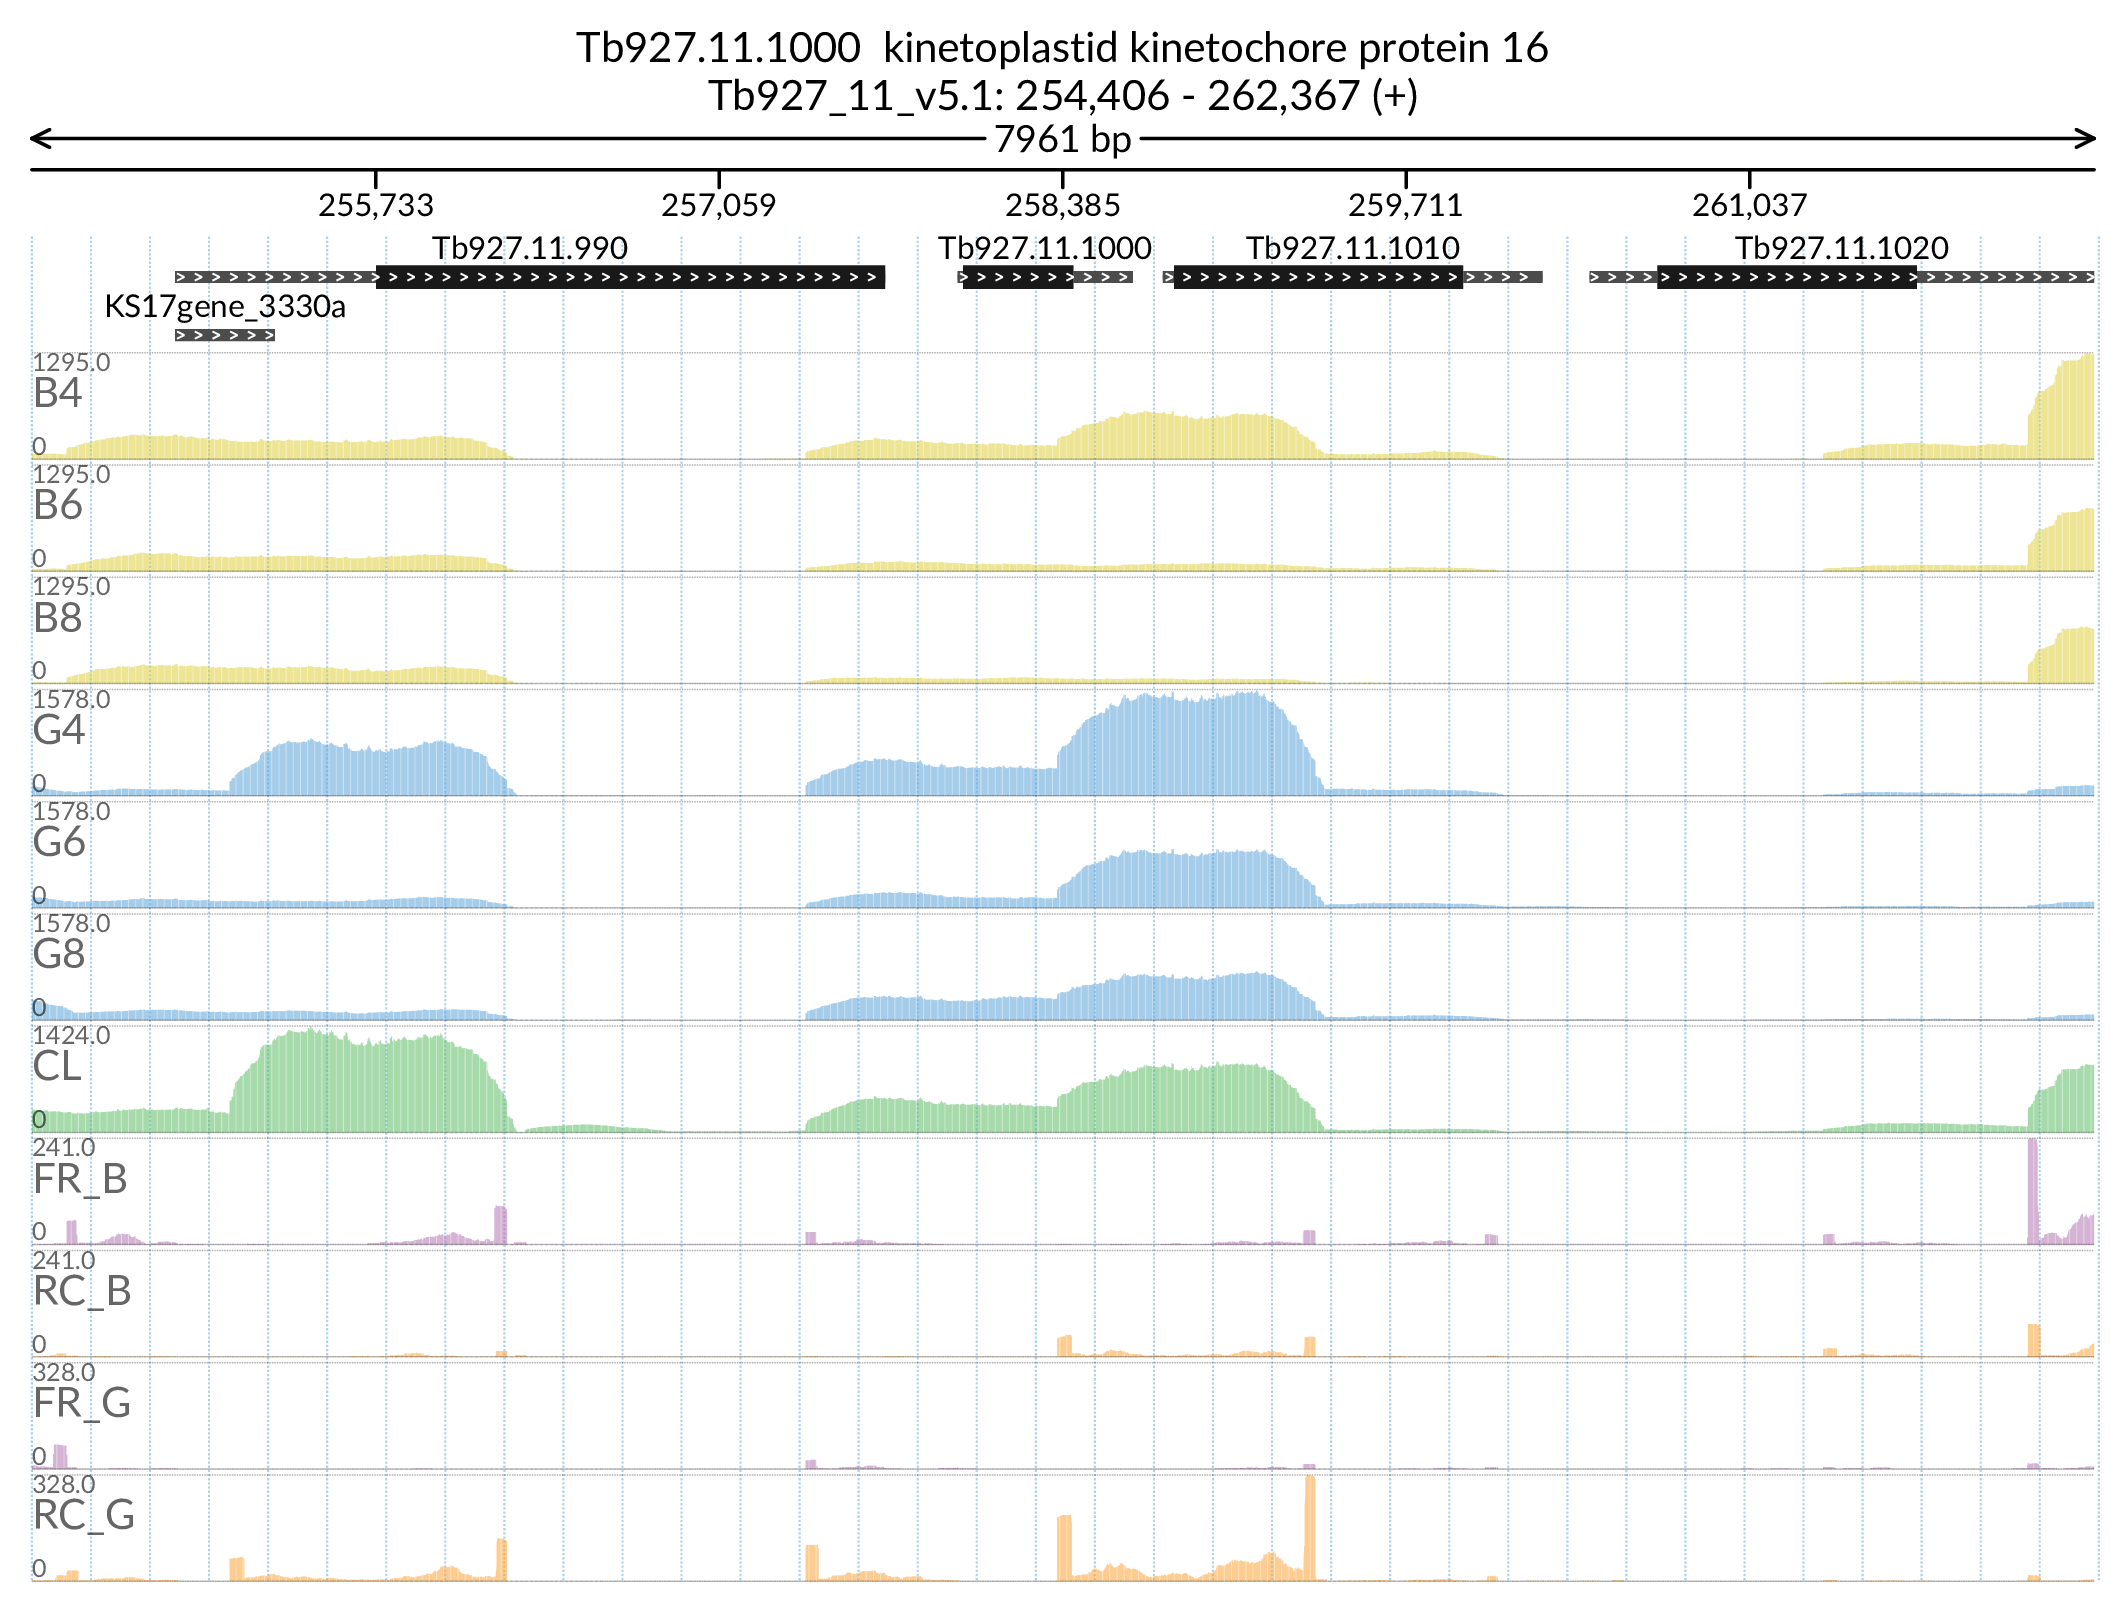 Tb927.11.1000 kinetoplastid kinetochore protein 16
Tb927_11_v5.1: 254,406 - 262,367 (+)
7961 bp
255,733 257,059 258,385 259,711 261,037
Tb927.11.990 Tb927.11.1000 Tb927.11.1010 Tb927.11.1020
KS17gene_3330a
1295.0
B4
0
1295.0
B6
0
1295.0
B8
0
1578.0
G4
0
1578.0
G6
0
1578.0
G8
0
1424.0
CL
0
241.0
FR_B
0
241.0
RC_B
0
328.0
FR_G
0
328.0
RC_G
0